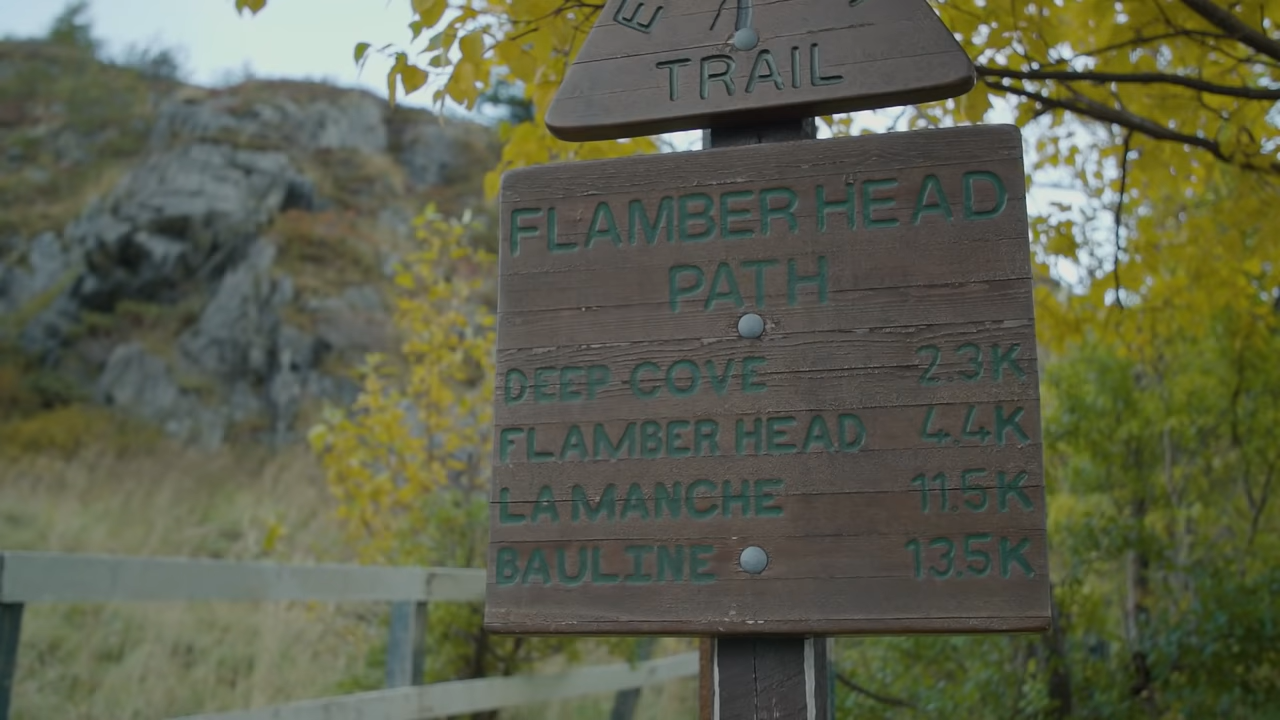 TRAIL
FLAMBER HEAD
PATH
DEEP COVE 2.3K
FLAMBER HEAD 4.4K
LA MANCHE 11.5K
BAULINE 13.5K